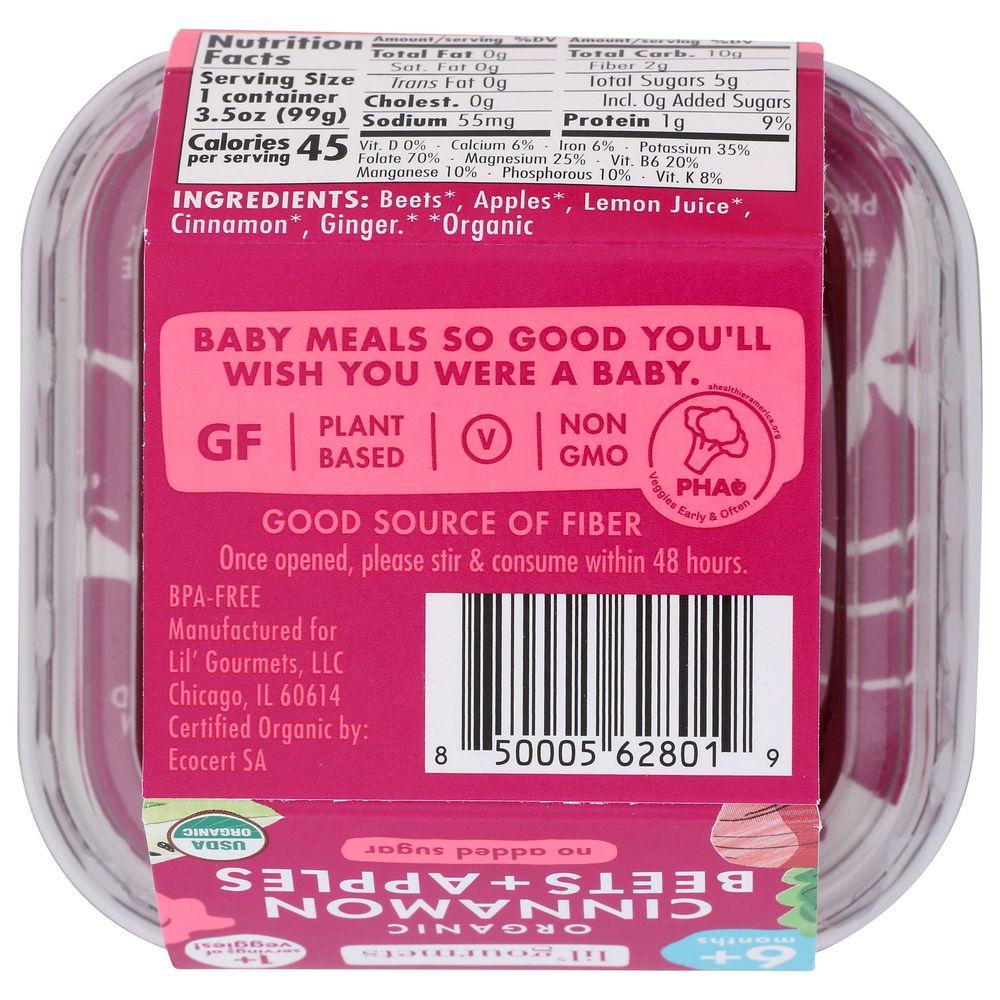 Nutrition Facts
Serving Size
1 container
3.5oz (99g)
Calories 45
per serving
Amount/serving %DV
Total Fat 0g
Sat. Fat 0g
Trans Fat 0g
Cholest. 0g
Sodium 55mg
Amount/serving %DV
Total Carb. 10g
Fiber 2g
Total Sugars 5g
Incl. 0g Added Sugars
Protein 1g 9%
Vit. D 0% · Calcium 6% · Iron 6% · Potassium 35%
Folate 70% · Magnesium 25% · Vit. B6 20%
Manganese 10% · Phosphorous 10% · Vit. K 8%
INGREDIENTS: Beets*, Apples*, Lemon Juice*,
Cinnamon*, Ginger.* *Organic
BABY MEALS SO GOOD YOU'LL
WISH YOU WERE A BABY.
GF
PLANT
BASED
V
NON
GMO
ahealthieramerica.org
PHA
Veggies Early & Often
GOOD SOURCE OF FIBER
Once opened, please stir & consume within 48 hours.
BPA-FREE
Manufactured for
Lil' Gourmets, LLC
Chicago, IL 60614
Certified Organic by:
Ecocert SA
8 50005 62801 9
6+
months
lil' gourmets
1+
servings of
veggies!
ORGANIC
CINNAMON
BEETS + APPLES
no added sugar
USDA
ORGANIC